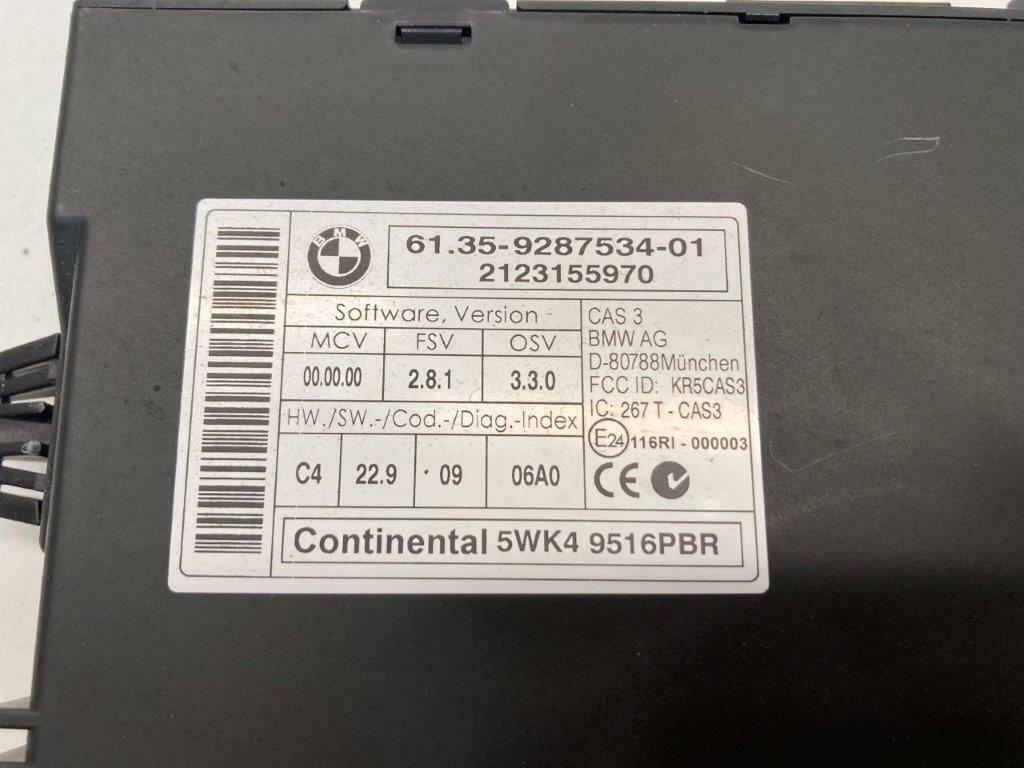 BMW
61.35-9287534-01
2123155970
Software, Version
MCV FSV OSV
00.00.00 2.8.1 3.3.0
HW./SW.-/Cod.-/Diag.-Index
C4 22.9 09 06A0
CAS 3
BMW AG
D-80788München
FCC ID: KR5CAS3
IC: 267 T - CAS3
E24 116RI - 000003
CE
Continental 5WK4 9516PBR